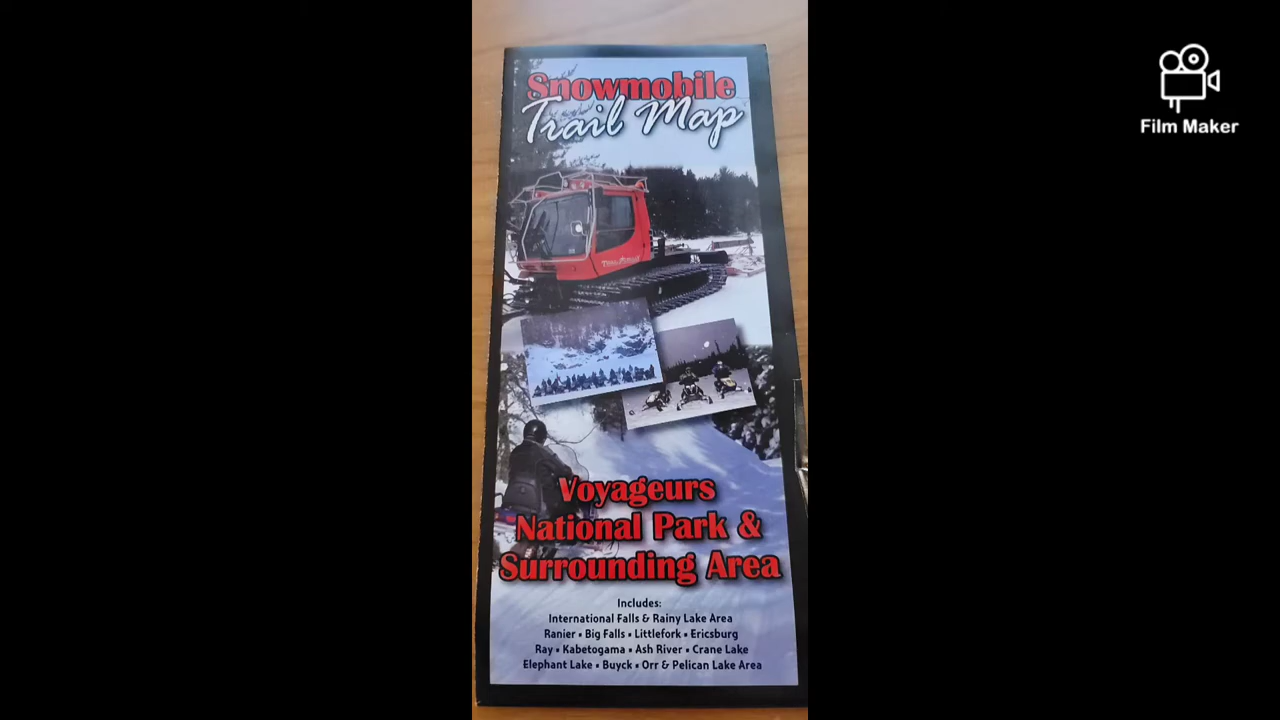 Snowmobile
Trail Map
Voyageurs
National Park &
Surrounding Area
Includes:
International Falls & Rainy Lake Area
Ranier • Big Falls • Littlefork • Ericsburg
Ray • Kabetogama • Ash River • Crane Lake
Elephant Lake • Buyck • Orr & Pelican Lake Area
Film Maker